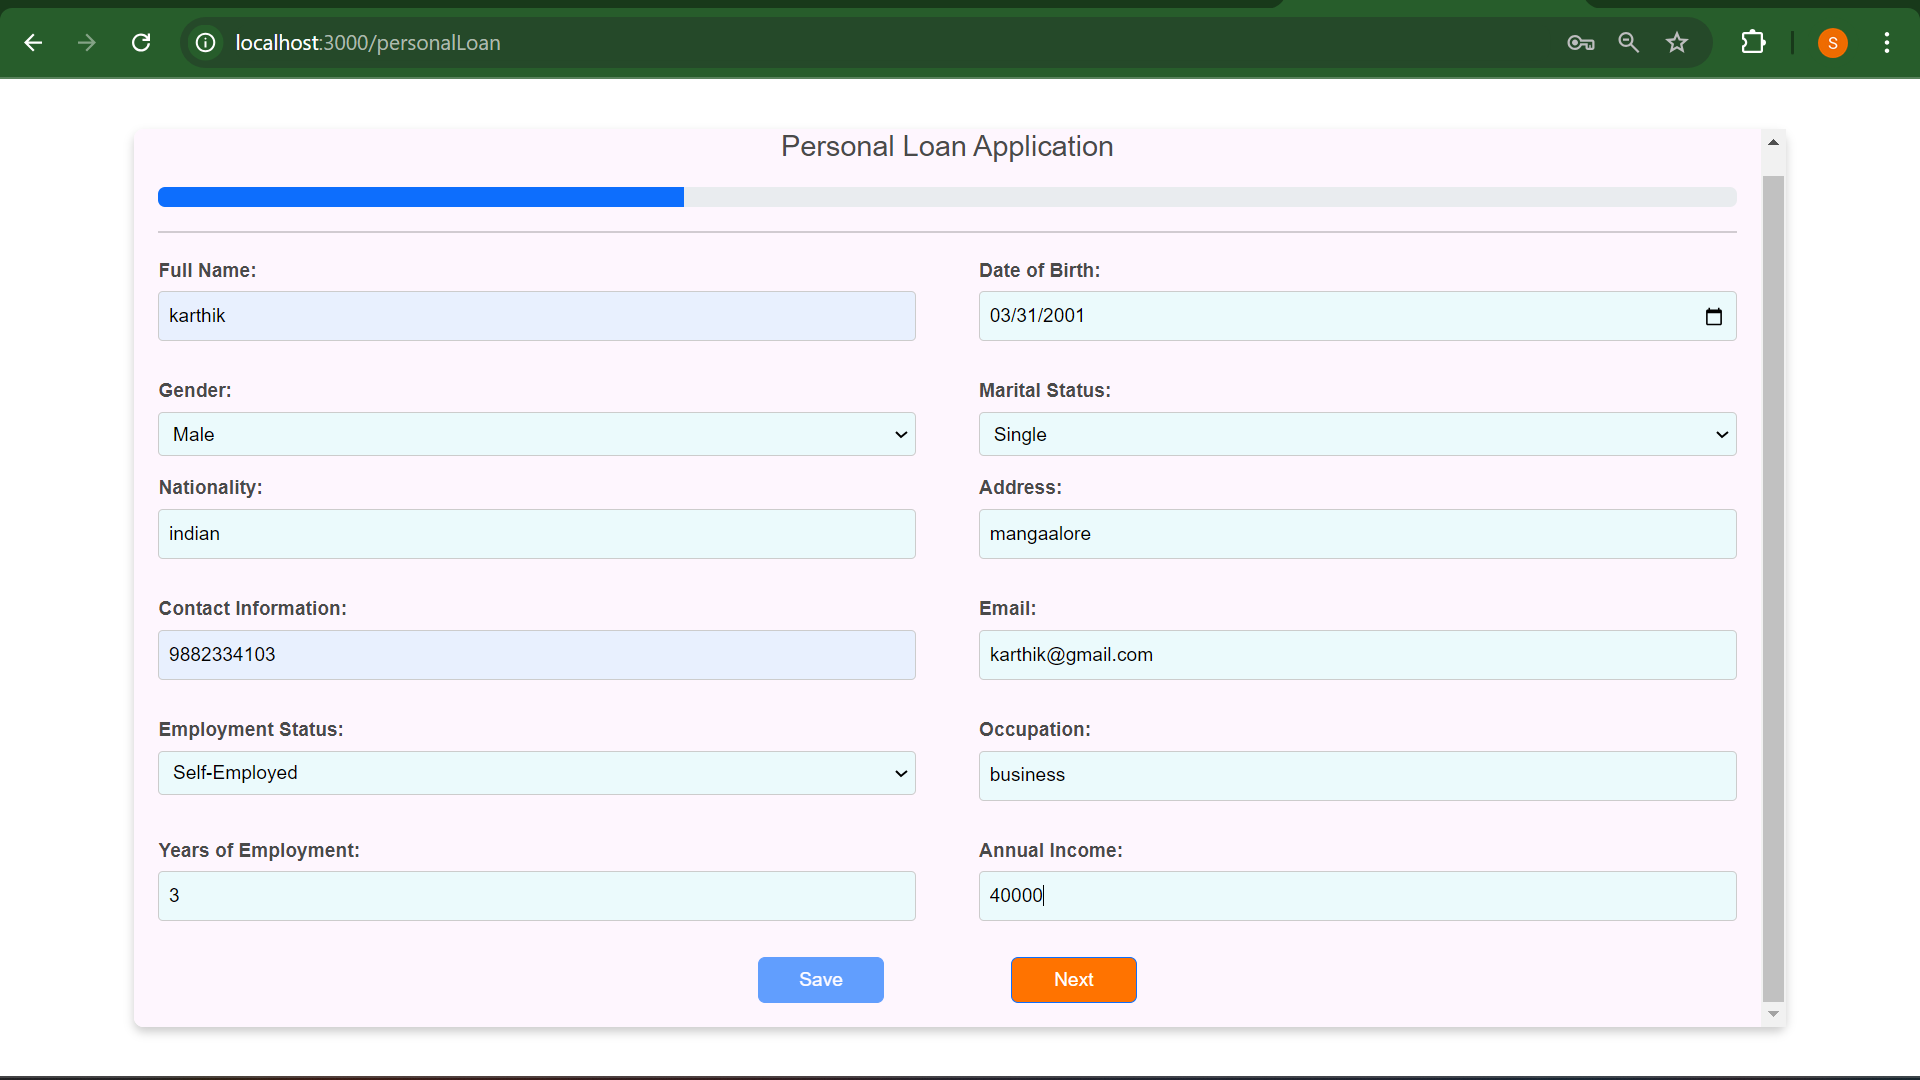 localhost:3000/personalLoan
S
Personal Loan Application
Full Name:
karthik
Date of Birth:
03/31/2001
Gender:
Male
Marital Status:
Single
Nationality:
indian
Address:
mangaalore
Contact Information:
9882334103
Email:
karthik@gmail.com
Employment Status:
Self-Employed
Occupation:
business
Years of Employment:
3
Annual Income:
40000
Save
Next